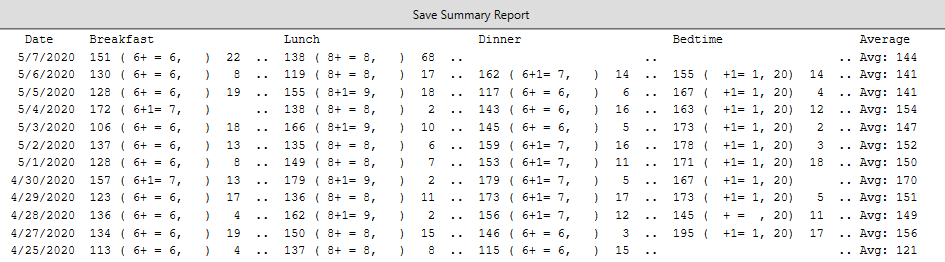 Save Summary Report
Date Breakfast Lunch Dinner Bedtime Average
5/7/2020 151 ( 6+ = 6, ) 22 .. 138 ( 8+ = 8, ) 68 .. .. .. Avg: 144
5/6/2020 130 ( 6+ = 6, ) 8 .. 119 ( 8+ = 8, ) 17 .. 162 ( 6+1= 7, ) 14 .. 155 ( +1= 1, 20) 14 .. Avg: 141
5/5/2020 128 ( 6+ = 6, ) 19 .. 155 ( 8+1= 9, ) 18 .. 117 ( 6+ = 6, ) 6 .. 167 ( +1= 1, 20) 4 .. Avg: 141
5/4/2020 172 ( 6+1= 7, ) .. 138 ( 8+ = 8, ) 2 .. 143 ( 6+ = 6, ) 16 .. 163 ( +1= 1, 20) 12 .. Avg: 154
5/3/2020 106 ( 6+ = 6, ) 18 .. 166 ( 8+1= 9, ) 10 .. 145 ( 6+ = 6, ) 5 .. 173 ( +1= 1, 20) 2 .. Avg: 147
5/2/2020 137 ( 6+ = 6, ) 13 .. 135 ( 8+ = 8, ) 6 .. 159 ( 6+1= 7, ) 16 .. 178 ( +1= 1, 20) 3 .. Avg: 152
5/1/2020 128 ( 6+ = 6, ) 8 .. 149 ( 8+ = 8, ) 7 .. 153 ( 6+1= 7, ) 11 .. 171 ( +1= 1, 20) 18 .. Avg: 150
4/30/2020 157 ( 6+1= 7, ) 13 .. 179 ( 8+1= 9, ) 2 .. 179 ( 6+1= 7, ) 5 .. 167 ( +1= 1, 20) .. Avg: 170
4/29/2020 123 ( 6+ = 6, ) 17 .. 136 ( 8+ = 8, ) 11 .. 173 ( 6+1= 7, ) 17 .. 173 ( +1= 1, 20) 5 .. Avg: 151
4/28/2020 136 ( 6+ = 6, ) 4 .. 162 ( 8+1= 9, ) 2 .. 156 ( 6+1= 7, ) 12 .. 145 ( + = , 20) 11 .. Avg: 149
4/27/2020 134 ( 6+ = 6, ) 19 .. 150 ( 8+ = 8, ) 15 .. 146 ( 6+ = 6, ) 3 .. 195 ( +1= 1, 20) 17 .. Avg: 156
4/25/2020 113 ( 6+ = 6, ) 4 .. 137 ( 8+ = 8, ) 8 .. 115 ( 6+ = 6, ) 15 .. .. Avg: 121